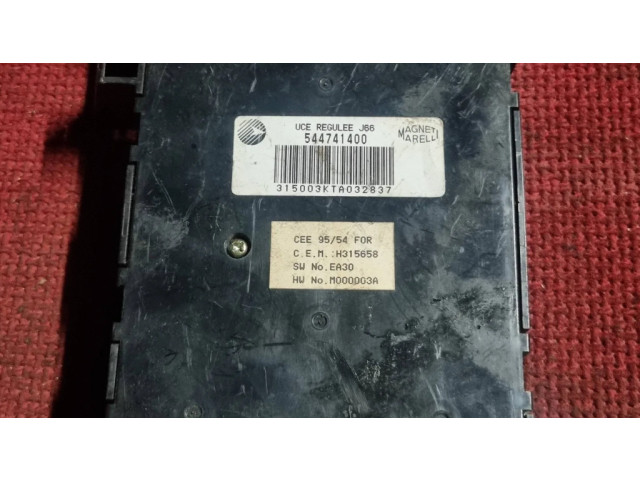 UCE REGULEE J66
544741400
MAGNETI
MARELLI
315003KTA032837
CEE 95/54 FOR
C.E.M.:H315658
SW No.EA30
HW No.M000003A